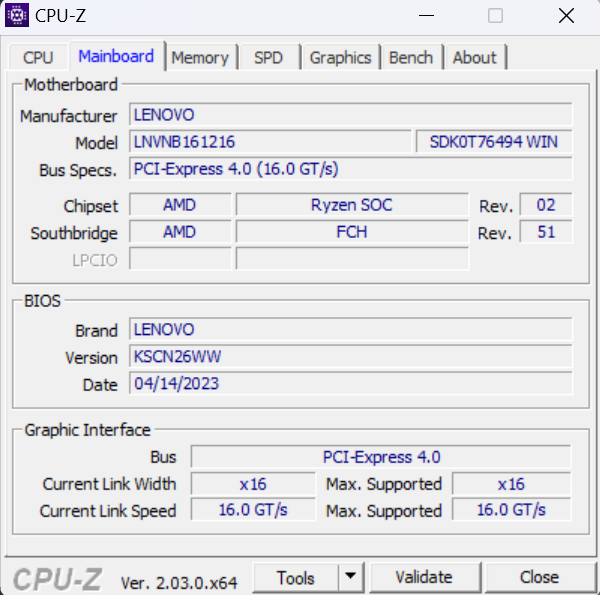 CPU-Z
CPU Mainboard Memory SPD Graphics Bench About
Motherboard
Manufacturer LENOVO
Model LNVNB161216 SDK0T76494 WIN
Bus Specs. PCI-Express 4.0 (16.0 GT/s)
Chipset AMD Ryzen SOC Rev. 02
Southbridge AMD FCH Rev. 51
LPCIO
BIOS
Brand LENOVO
Version KSCN26WW
Date 04/14/2023
Graphic Interface
Bus PCI-Express 4.0
Current Link Width x16 Max. Supported x16
Current Link Speed 16.0 GT/s Max. Supported 16.0 GT/s
CPU-Z Ver. 2.03.0.x64 Tools Validate Close